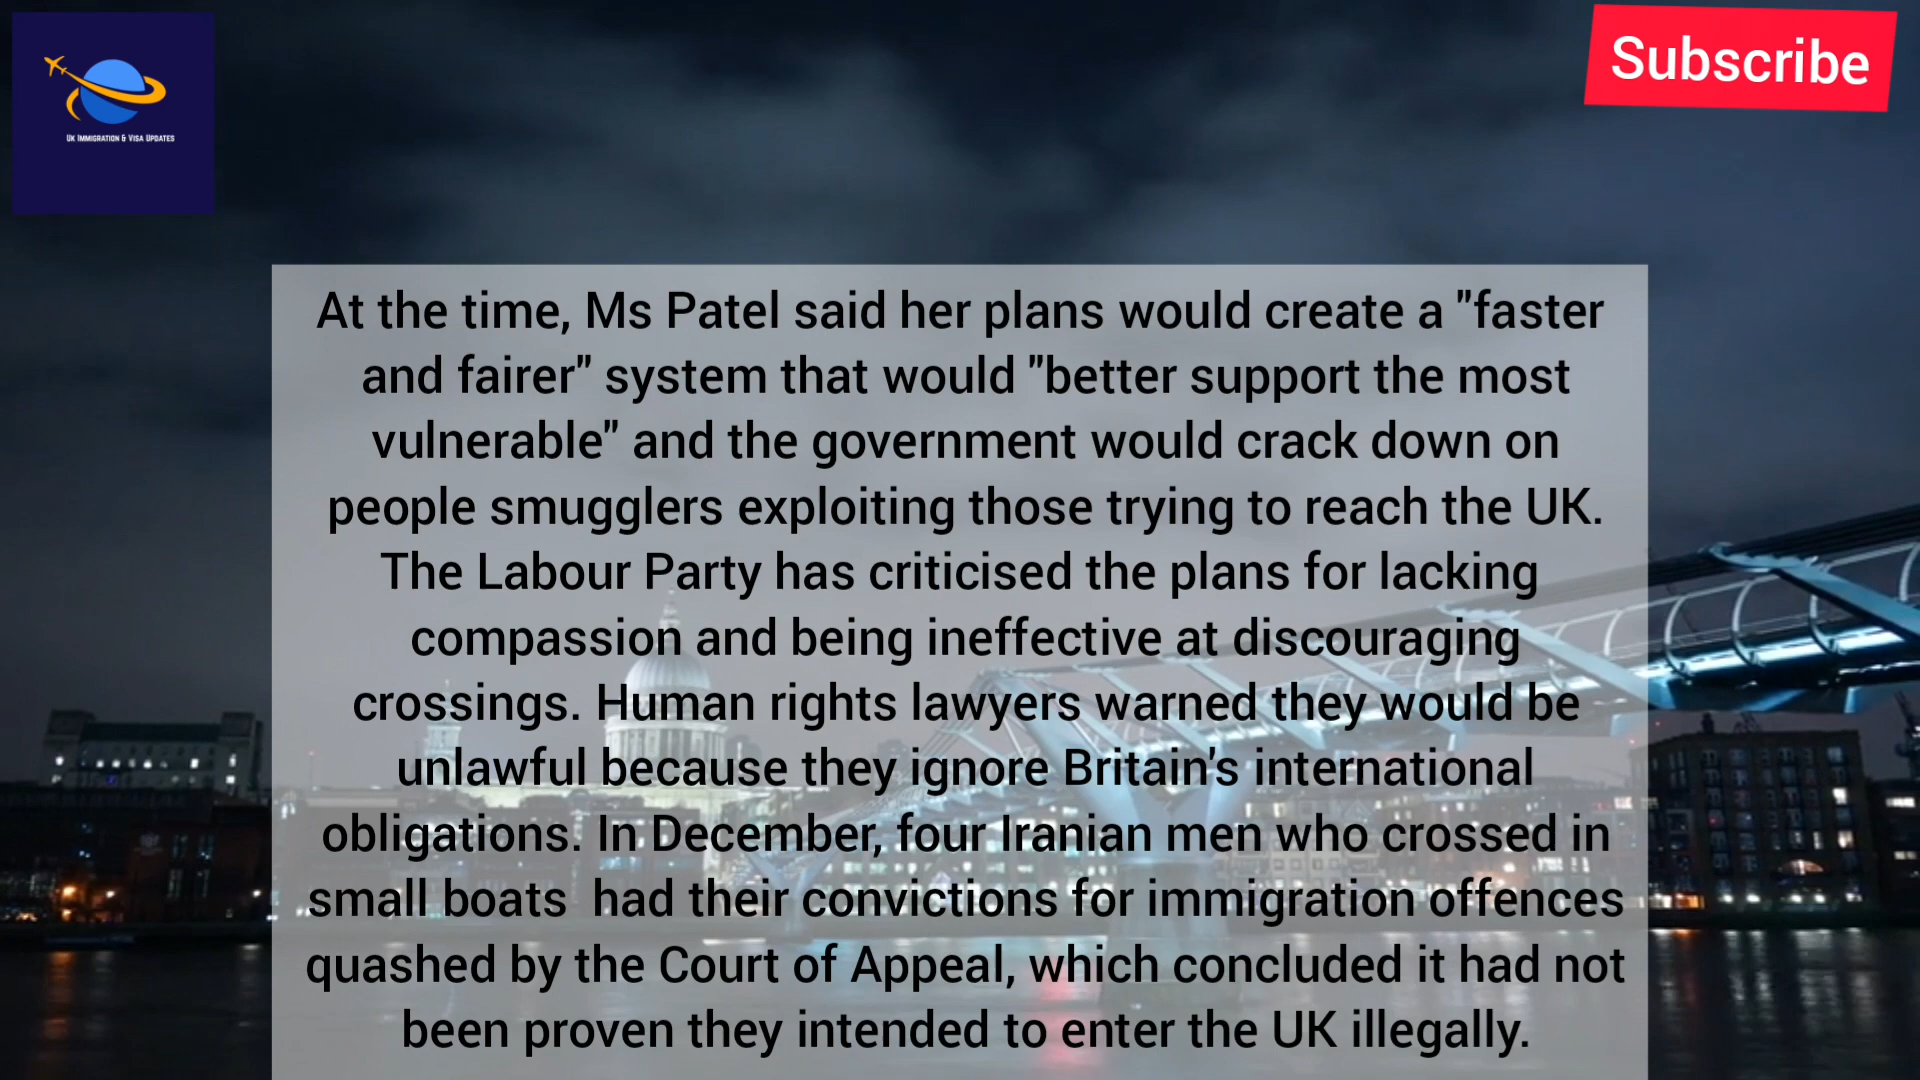 UK IMMIGRATION & VISA UPDATES
Subscribe
At the time, Ms Patel said her plans would create a "faster
and fairer" system that would "better support the most
vulnerable" and the government would crack down on
people smugglers exploiting those trying to reach the UK.
The Labour Party has criticised the plans for lacking
compassion and being ineffective at discouraging
crossings. Human rights lawyers warned they would be
unlawful because they ignore Britain's international
obligations. In December, four Iranian men who crossed in
small boats  had their convictions for immigration offences
quashed by the Court of Appeal, which concluded it had not
been proven they intended to enter the UK illegally.